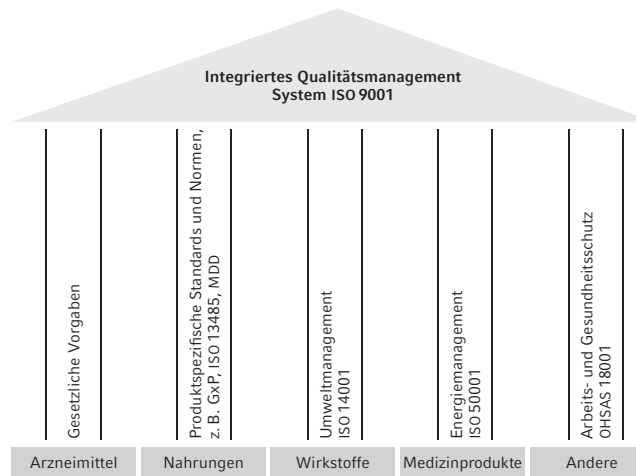 Integriertes Qualitätsmanagement
System ISO 9001
Gesetzliche Vorgaben
Produktspezifische Standards und Normen,
z. B. GxP, ISO 13485, MDD
Umweltmanagement
ISO 14001
Energiemanagement
ISO 50001
Arbeits- und Gesundheitsschutz
OHSAS 18001
Arzneimittel
Nahrungen
Wirkstoffe
Medizinprodukte
Andere